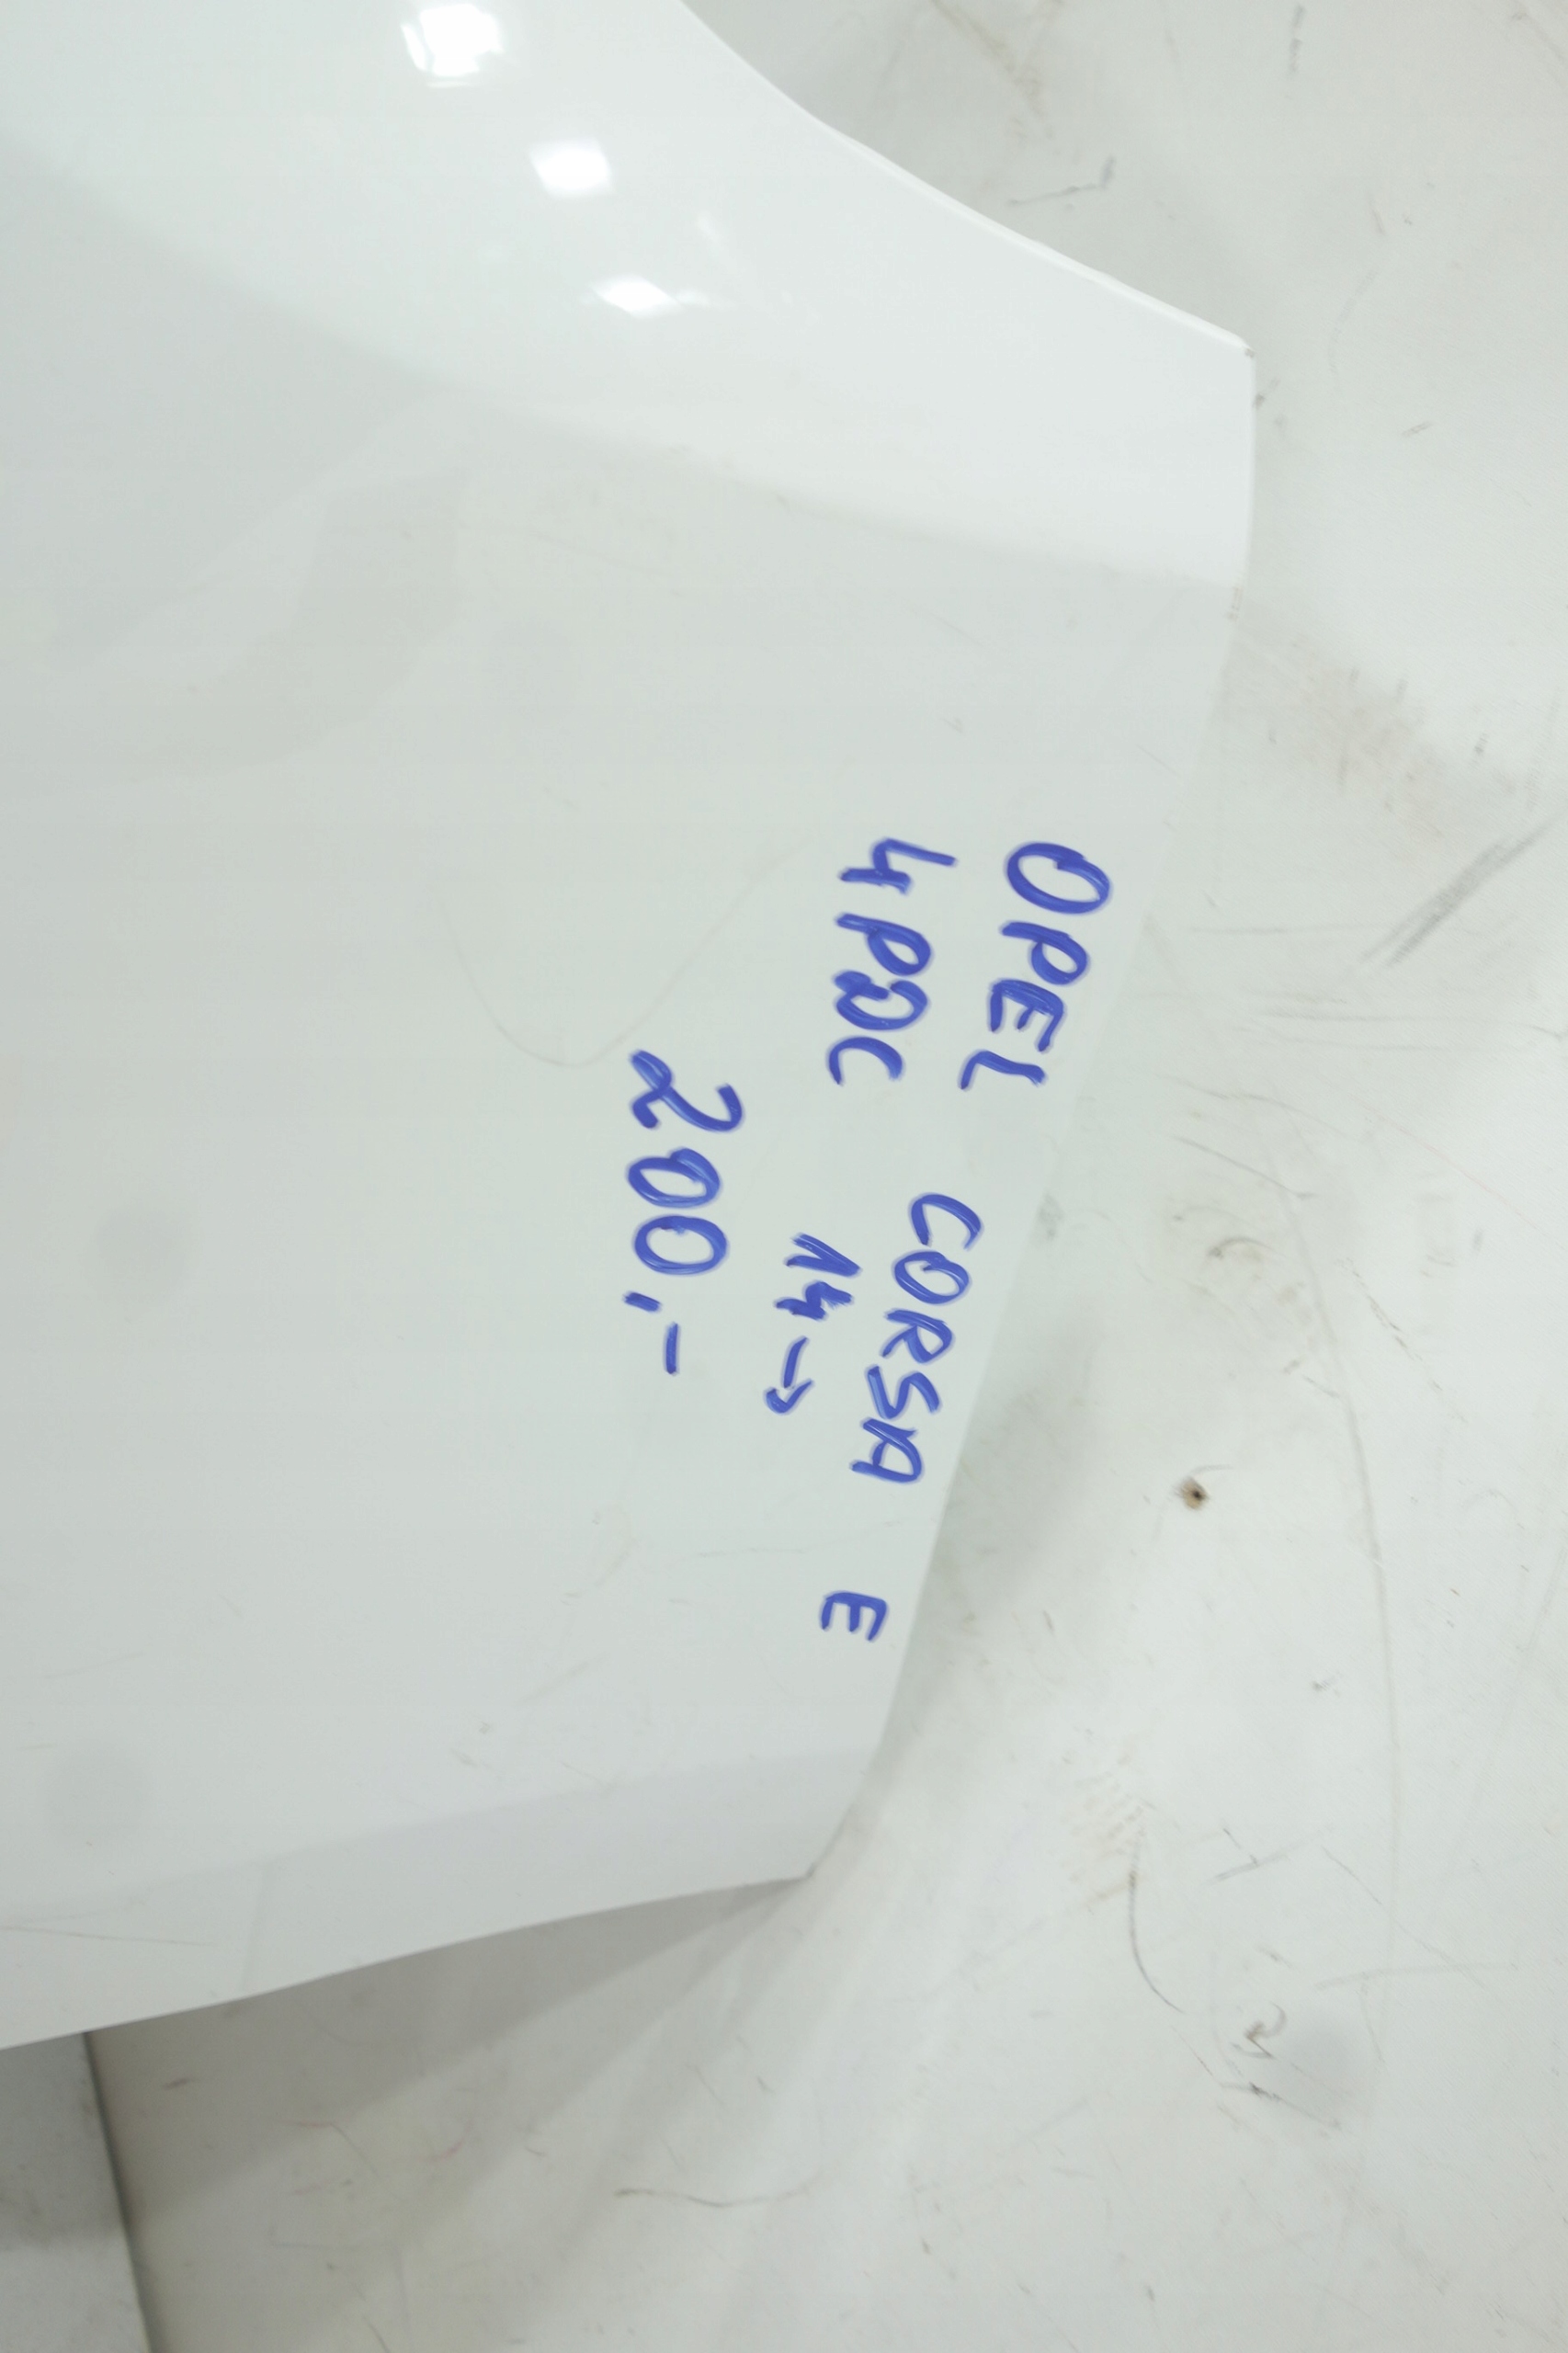 OPEL CORSA E
4PDC 14→
200,-